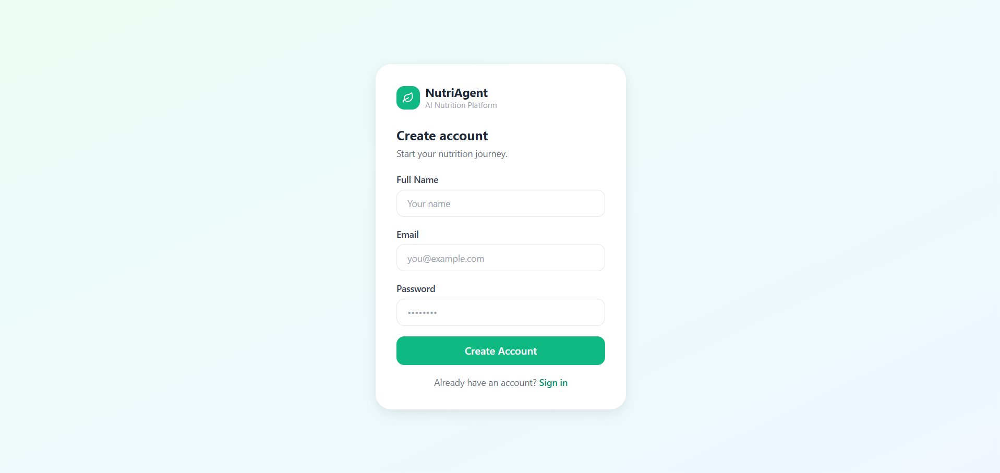 NutriAgent
AI Nutrition Platform
Create account
Start your nutrition journey.
Full Name
Your name
Email
you@example.com
Password
••••••••
Create Account
Already have an account? Sign in